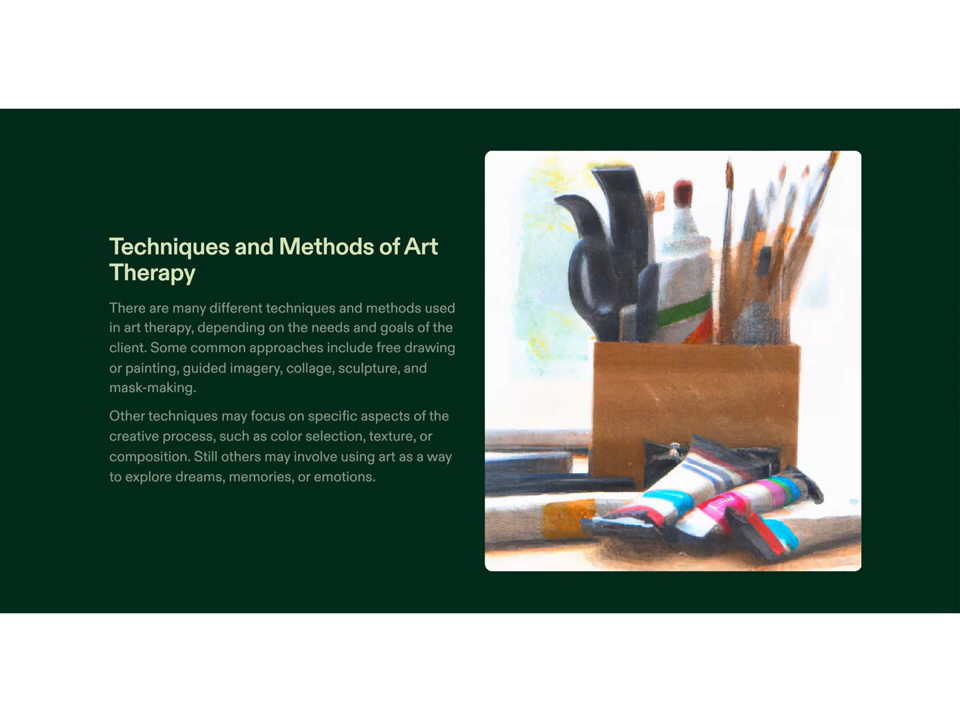 Techniques and Methods of Art
Therapy
There are many different techniques and methods used
in art therapy, depending on the needs and goals of the
client. Some common approaches include free drawing
or painting, guided imagery, collage, sculpture, and
mask-making.
Other techniques may focus on specific aspects of the
creative process, such as color selection, texture, or
composition. Still others may involve using art as a way
to explore dreams, memories, or emotions.